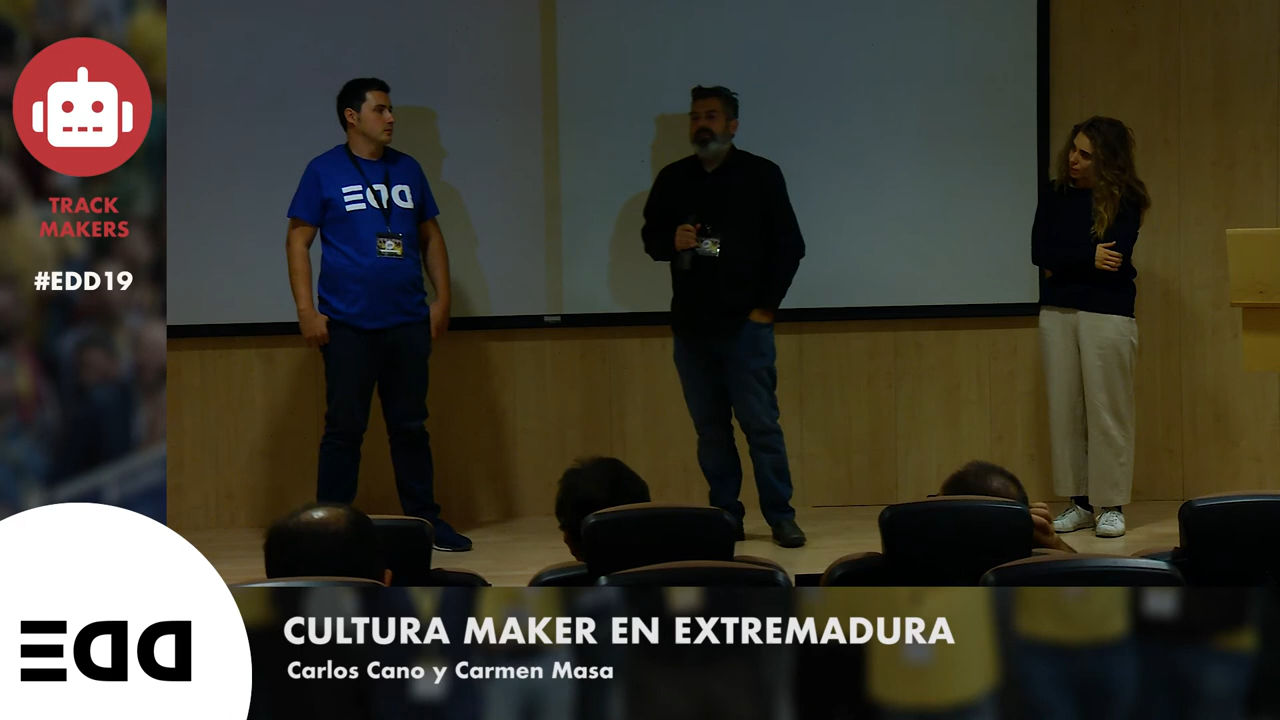 TRACK
MAKERS
#EDD19
EDD
EDD
CULTURA MAKER EN EXTREMADURA
Carlos Cano y Carmen Masa